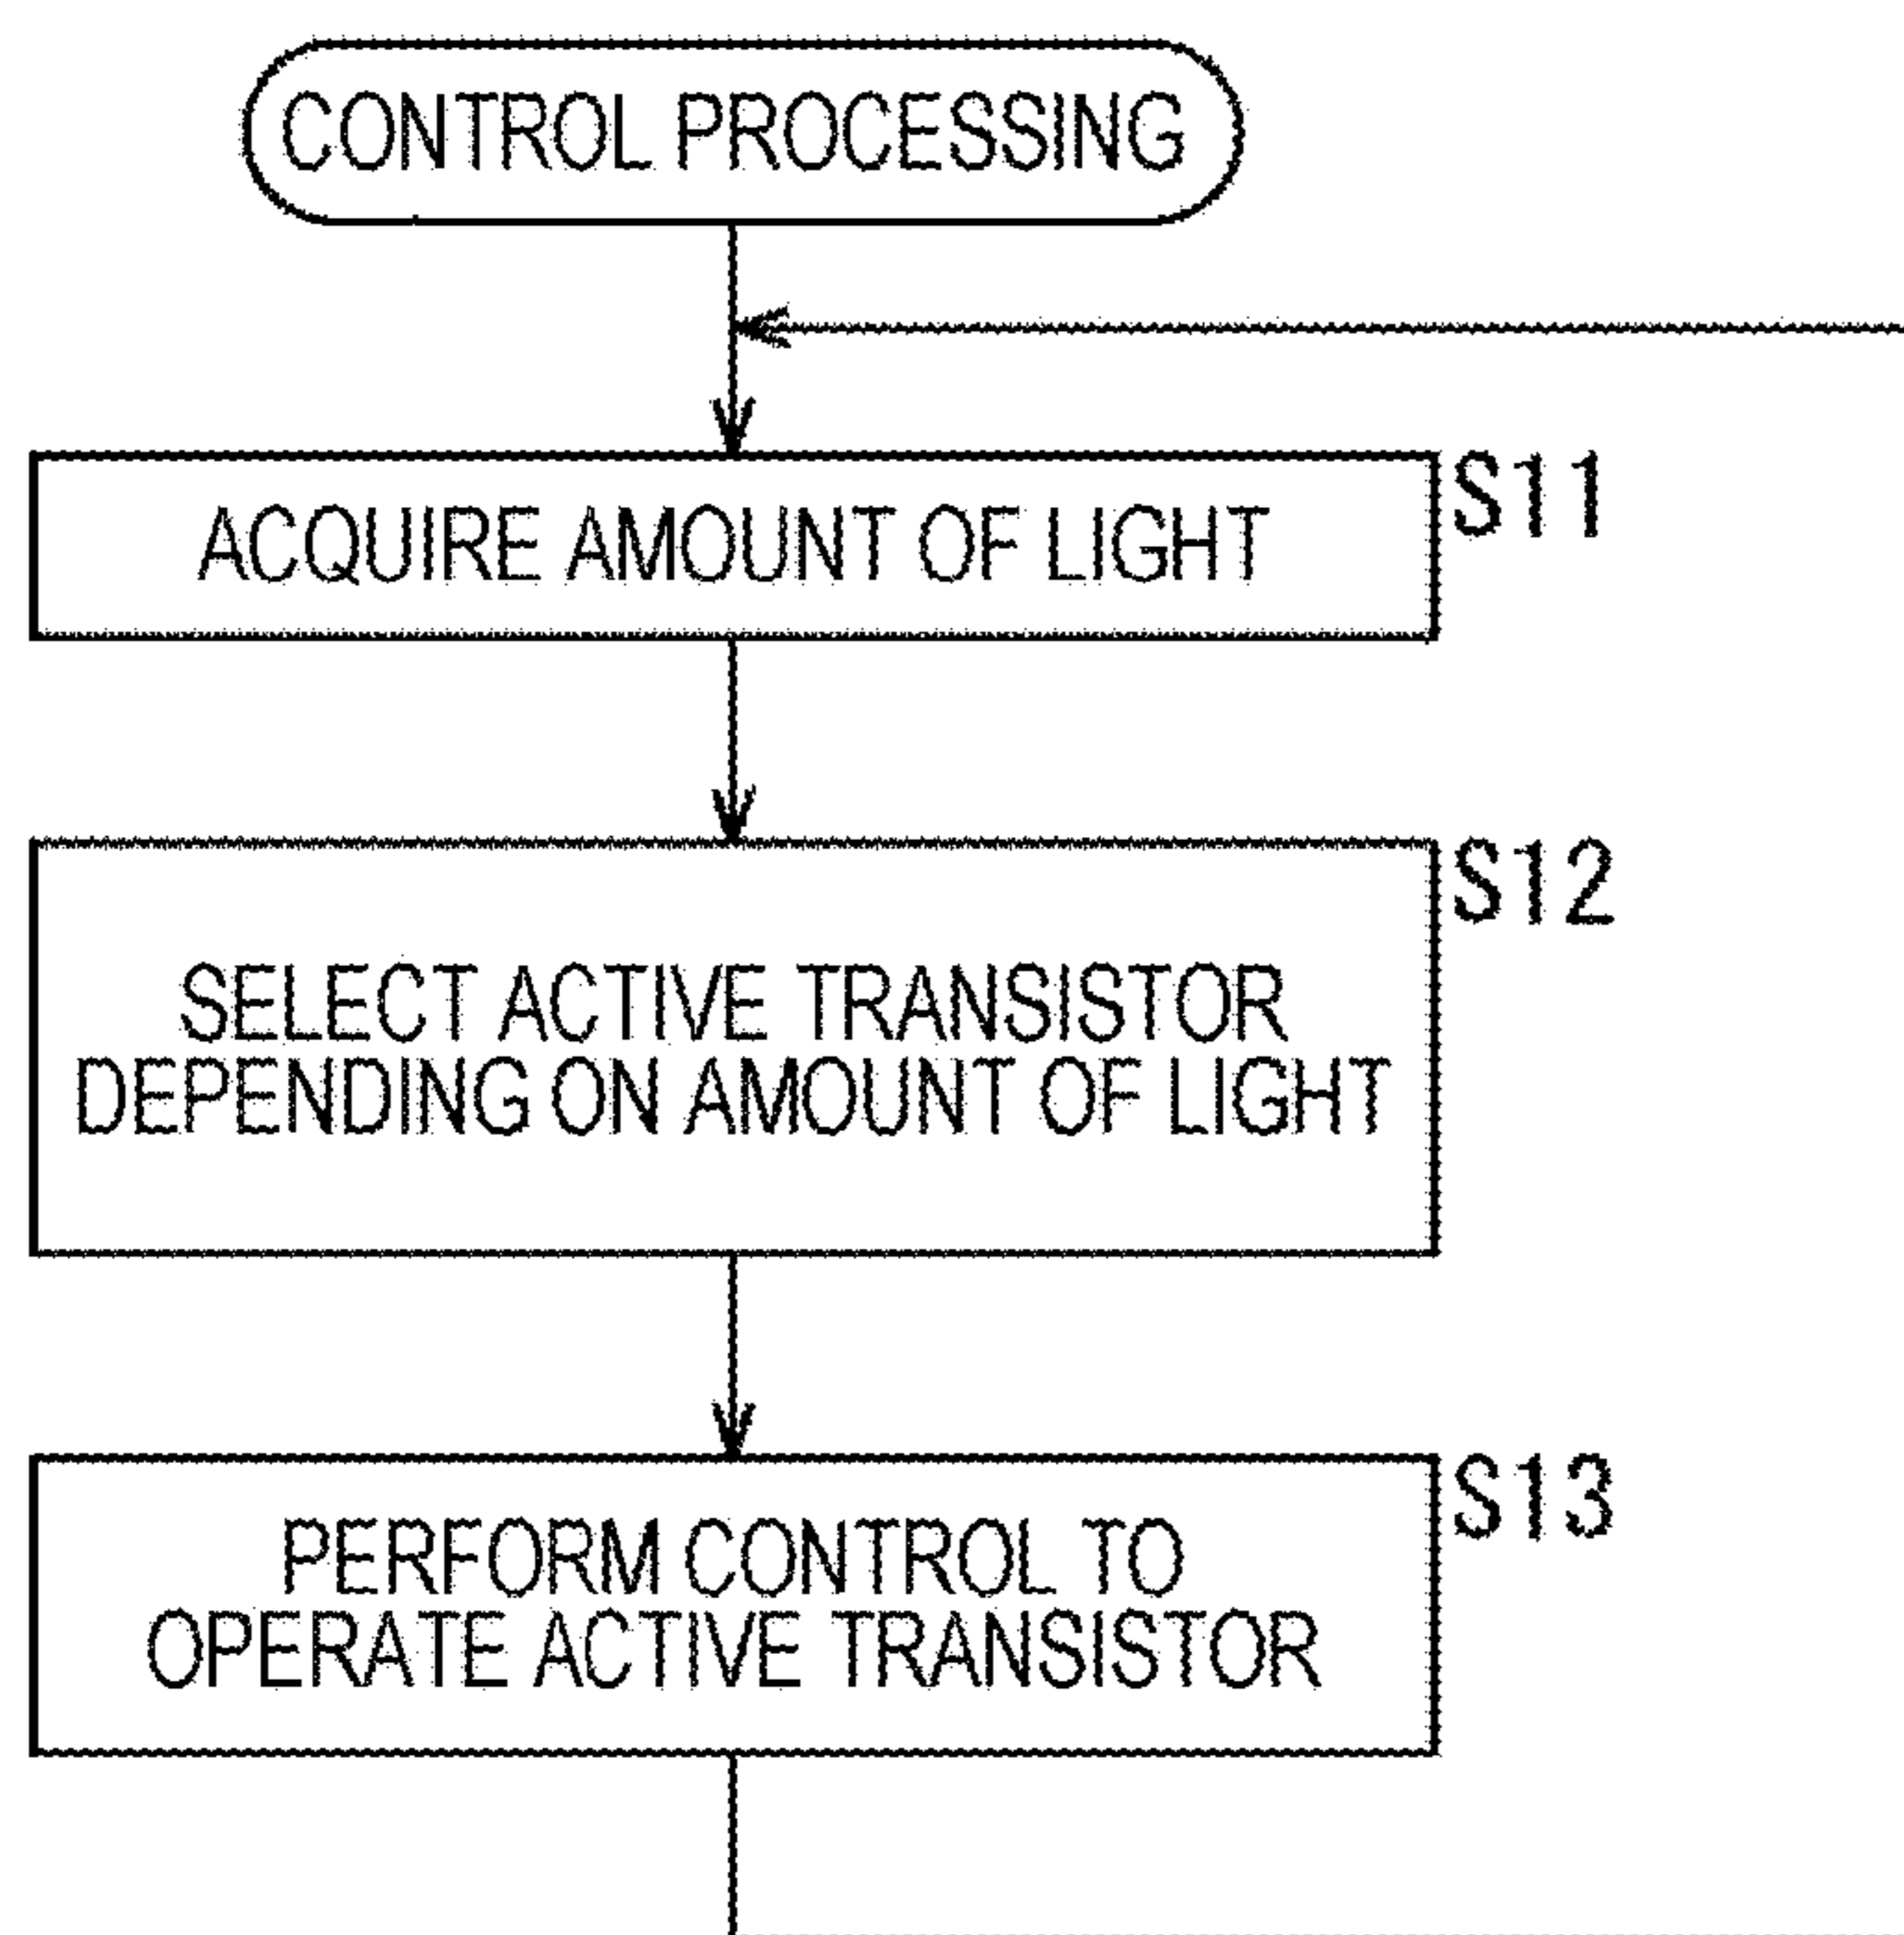 CONTROL PROCESSING
ACQUIRE AMOUNT OF LIGHT
S11
SELECT ACTIVE TRANSISTOR
DEPENDING ON AMOUNT OF LIGHT
S12
PERFORM CONTROL TO
OPERATE ACTIVE TRANSISTOR
S13